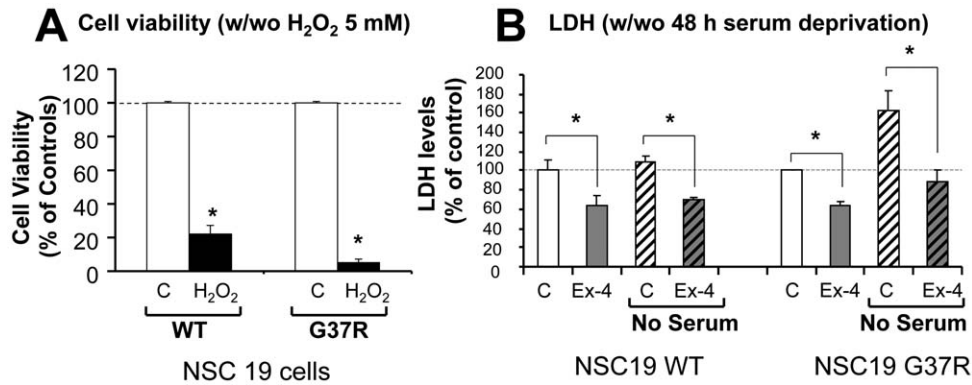 A Cell viability (w/wo H₂O₂ 5 mM)
Cell Viability
(% of Controls)
120
100
80
60
40
20
0
*
*
C H₂O₂ C H₂O₂
WT G37R
NSC 19 cells
B LDH (w/wo 48 h serum deprivation)
LDH levels
(% of control)
200
180
160
140
120
100
80
60
40
20
0
*
*
*
*
C Ex-4 C Ex-4 C Ex-4 C Ex-4
No Serum No Serum
NSC19 WT NSC19 G37R